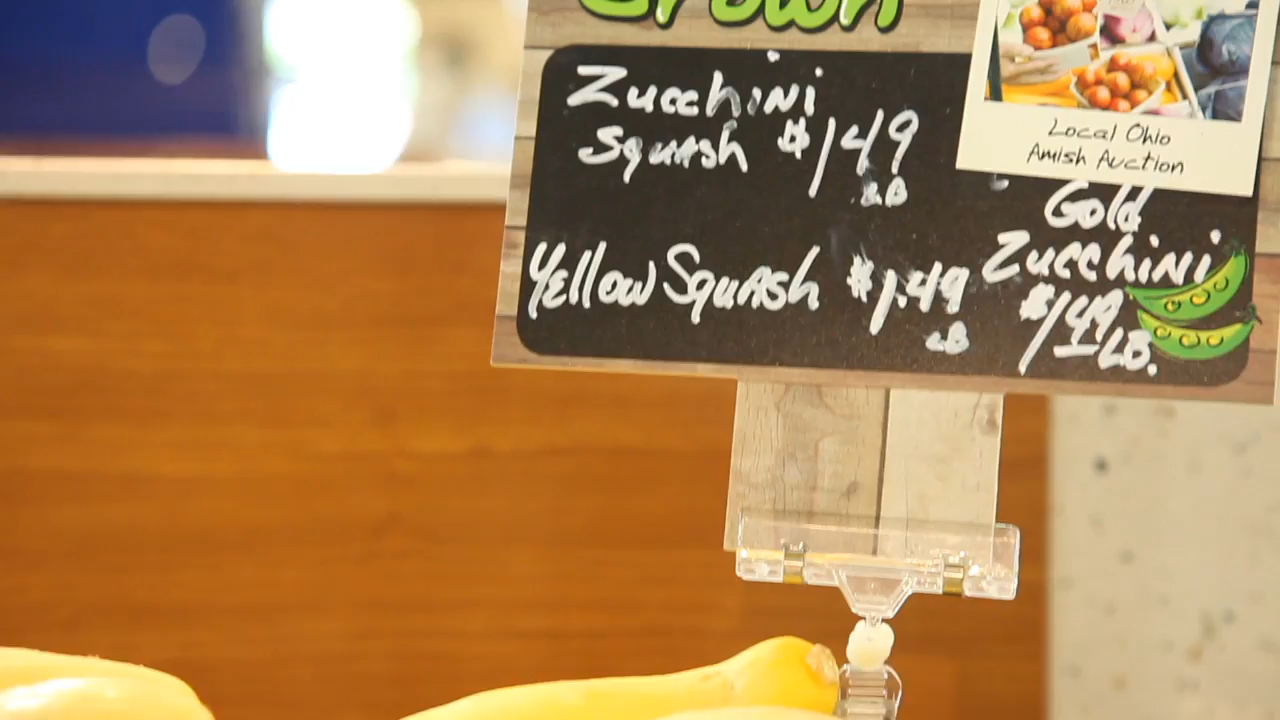 Grown
Zucchini
Squash $1.49
LB
Yellow Squash $1.49
LB
Gold
Zucchini
$1.49
LB.
Local Ohio
Amish Auction